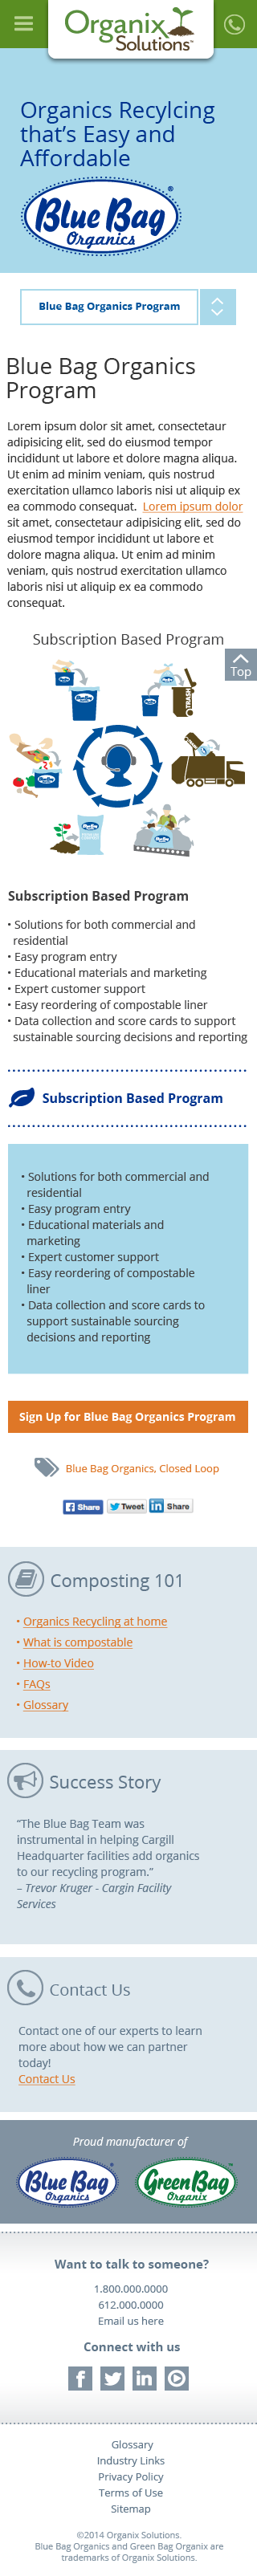 Organix
Solutions
Organics Recylcing
that's Easy and
Affordable
Blue Bag
Organics
Blue Bag Organics Program
Blue Bag Organics
Program
Lorem ipsum dolor sit amet, consectetur
adipisicing elit, sed do eiusmod tempor
incididunt ut labore et dolore magna aliqua.
Ut enim ad minim veniam, quis nostrud
exercitation ullamco laboris nisi ut aliquip ex
ea commodo consequat. Lorem ipsum dolor
sit amet, consectetaur adipisicing elit, sed do
eiusmod tempor incididunt ut labore et
dolore magna aliqua. Ut enim ad minim
veniam, quis nostrud exercitation ullamco
laboris nisi ut aliquip ex ea commodo
consequat.
Subscription Based Program
Top
TRASH
Subscription Based Program
• Solutions for both commercial and
residential
• Easy program entry
• Educational materials and marketing
• Expert customer support
• Easy reordering of compostable liner
• Data collection and score cards to support
sustainable sourcing decisions and reporting
Subscription Based Program
• Solutions for both commercial and
residential
• Easy program entry
• Educational materials and
marketing
• Expert customer support
• Easy reordering of compostable
liner
• Data collection and score cards to
support sustainable sourcing
decisions and reporting
Sign Up for Blue Bag Organics Program
Blue Bag Organics, Closed Loop
Share Tweet Share
Composting 101
• Organics Recycling at home
• What is compostable
• How-to Video
• FAQs
• Glossary
Success Story
“The Blue Bag Team was
instrumental in helping Cargill
Headquarter facilities add organics
to our recycling program.”
– Trevor Kruger - Cargin Facility
Services
Contact Us
Contact one of our experts to learn
more about how we can partner
today!
Contact Us
Proud manufacturer of
Blue Bag
Organics
GreenBag
Organix
Want to talk to someone?
1.800.000.0000
612.000.0000
Email us here
Connect with us
Glossary
Industry Links
Privacy Policy
Terms of Use
Sitemap
©2014 Organix Solutions.
Blue Bag Organics and Green Bag Organix are
trademarks of Organix Solutions.